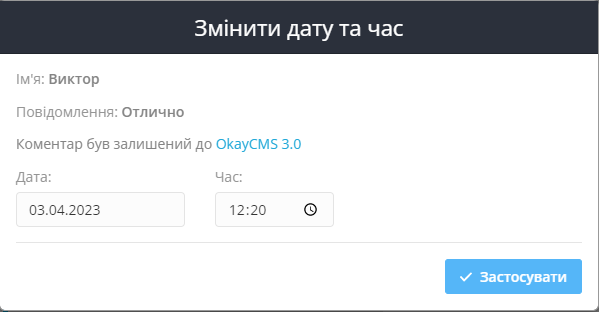 Змінити дату та час
Ім'я: Виктор
Повідомлення: Отлично
Коментар був залишений до OkayCMS 3.0
Дата: Час:
03.04.2023 12:20
Застосувати